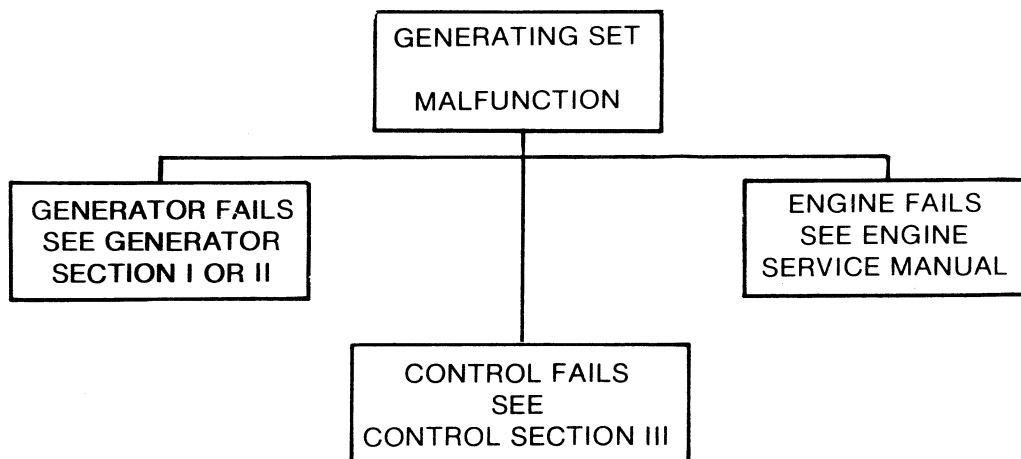 GENERATING SET
MALFUNCTION
GENERATOR FAILS
SEE GENERATOR
SECTION I OR II
ENGINE FAILS
SEE ENGINE
SERVICE MANUAL
CONTROL FAILS
SEE
CONTROL SECTION III